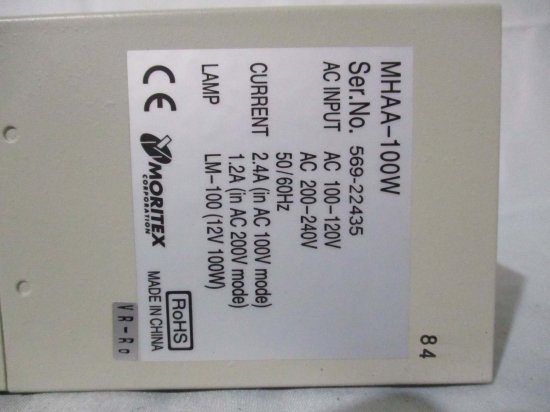 MHAA-100W
Ser.No. 569-22435
AC INPUT AC 100-120V
AC 200-240V
50/60Hz
CURRENT 2.4A (in AC 100V mode)
1.2A (in AC 200V mode)
LAMP LM-100 (12V 100W)
CE MORITEX
CORPORATION
MADE IN CHINA
RoHS
VR-Ro
84